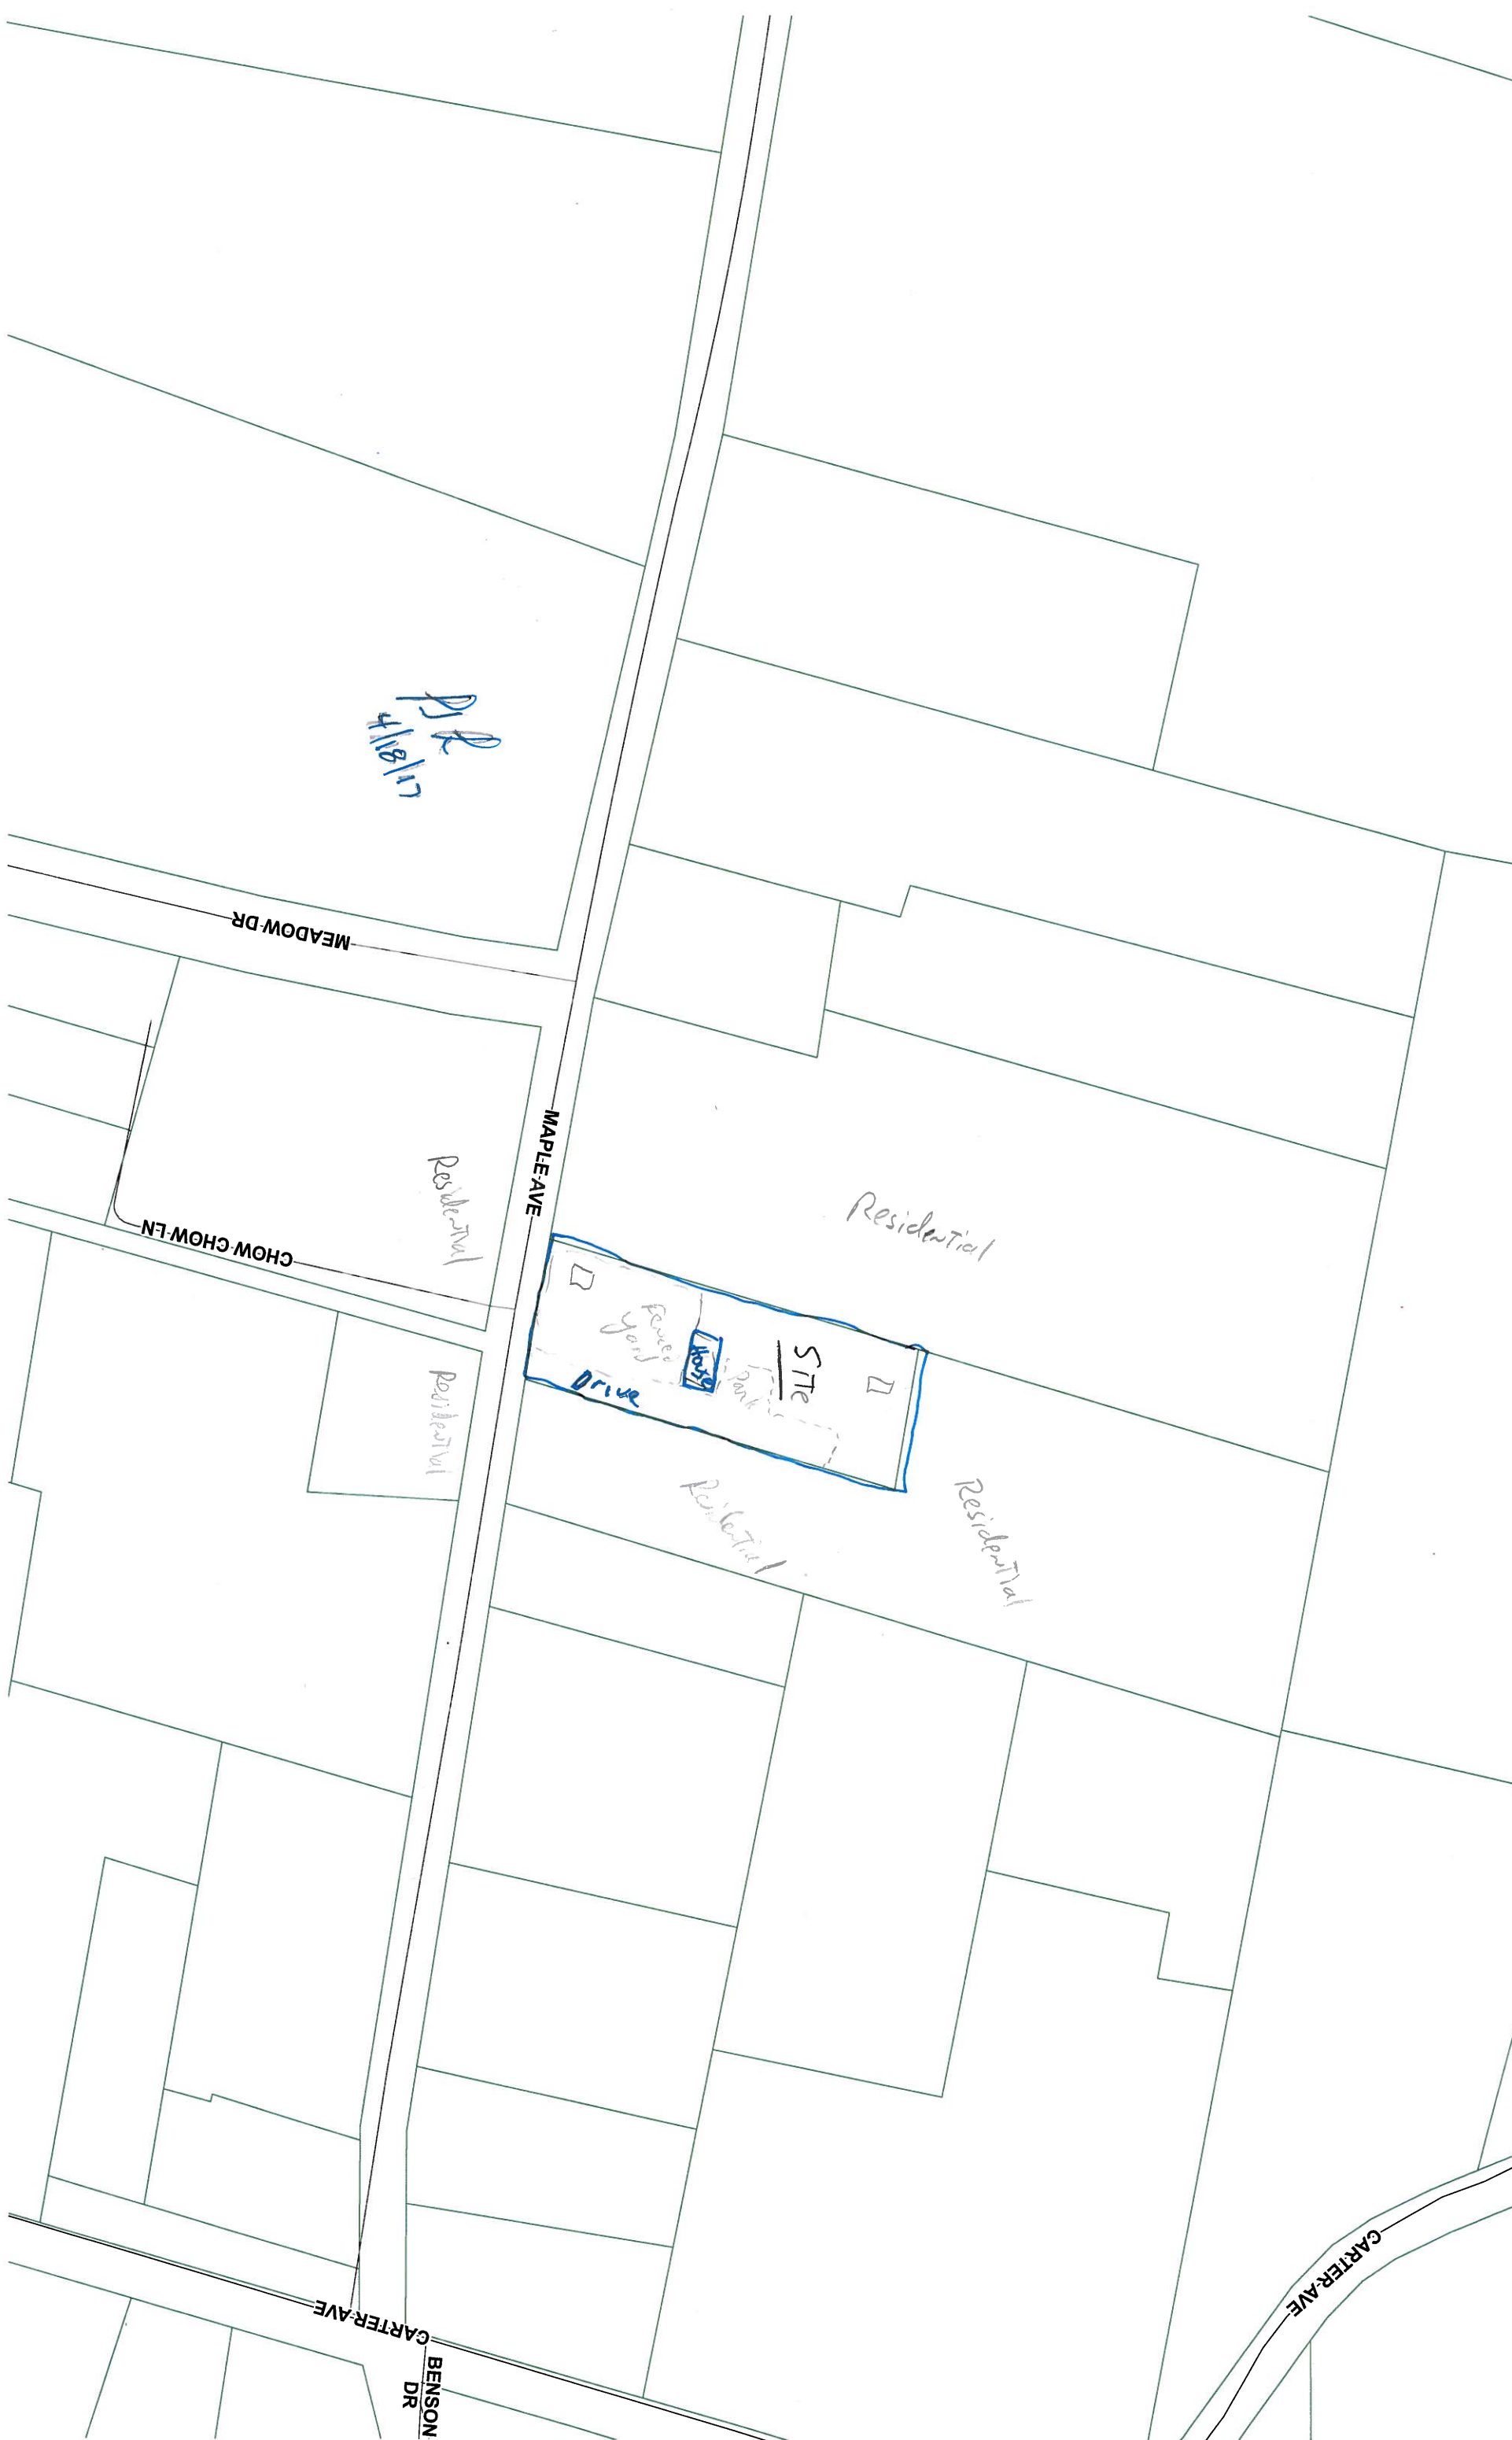 PJR
4/18/17
MEADOW DR
MAPLE AVE
Residential
Residential
CHOW CHOW LN
Fenced
Yard
House
SITE
Park
Drive
Residential
Residential
Residential
CARTER AVE
CARTER AVE
BENSON
DR